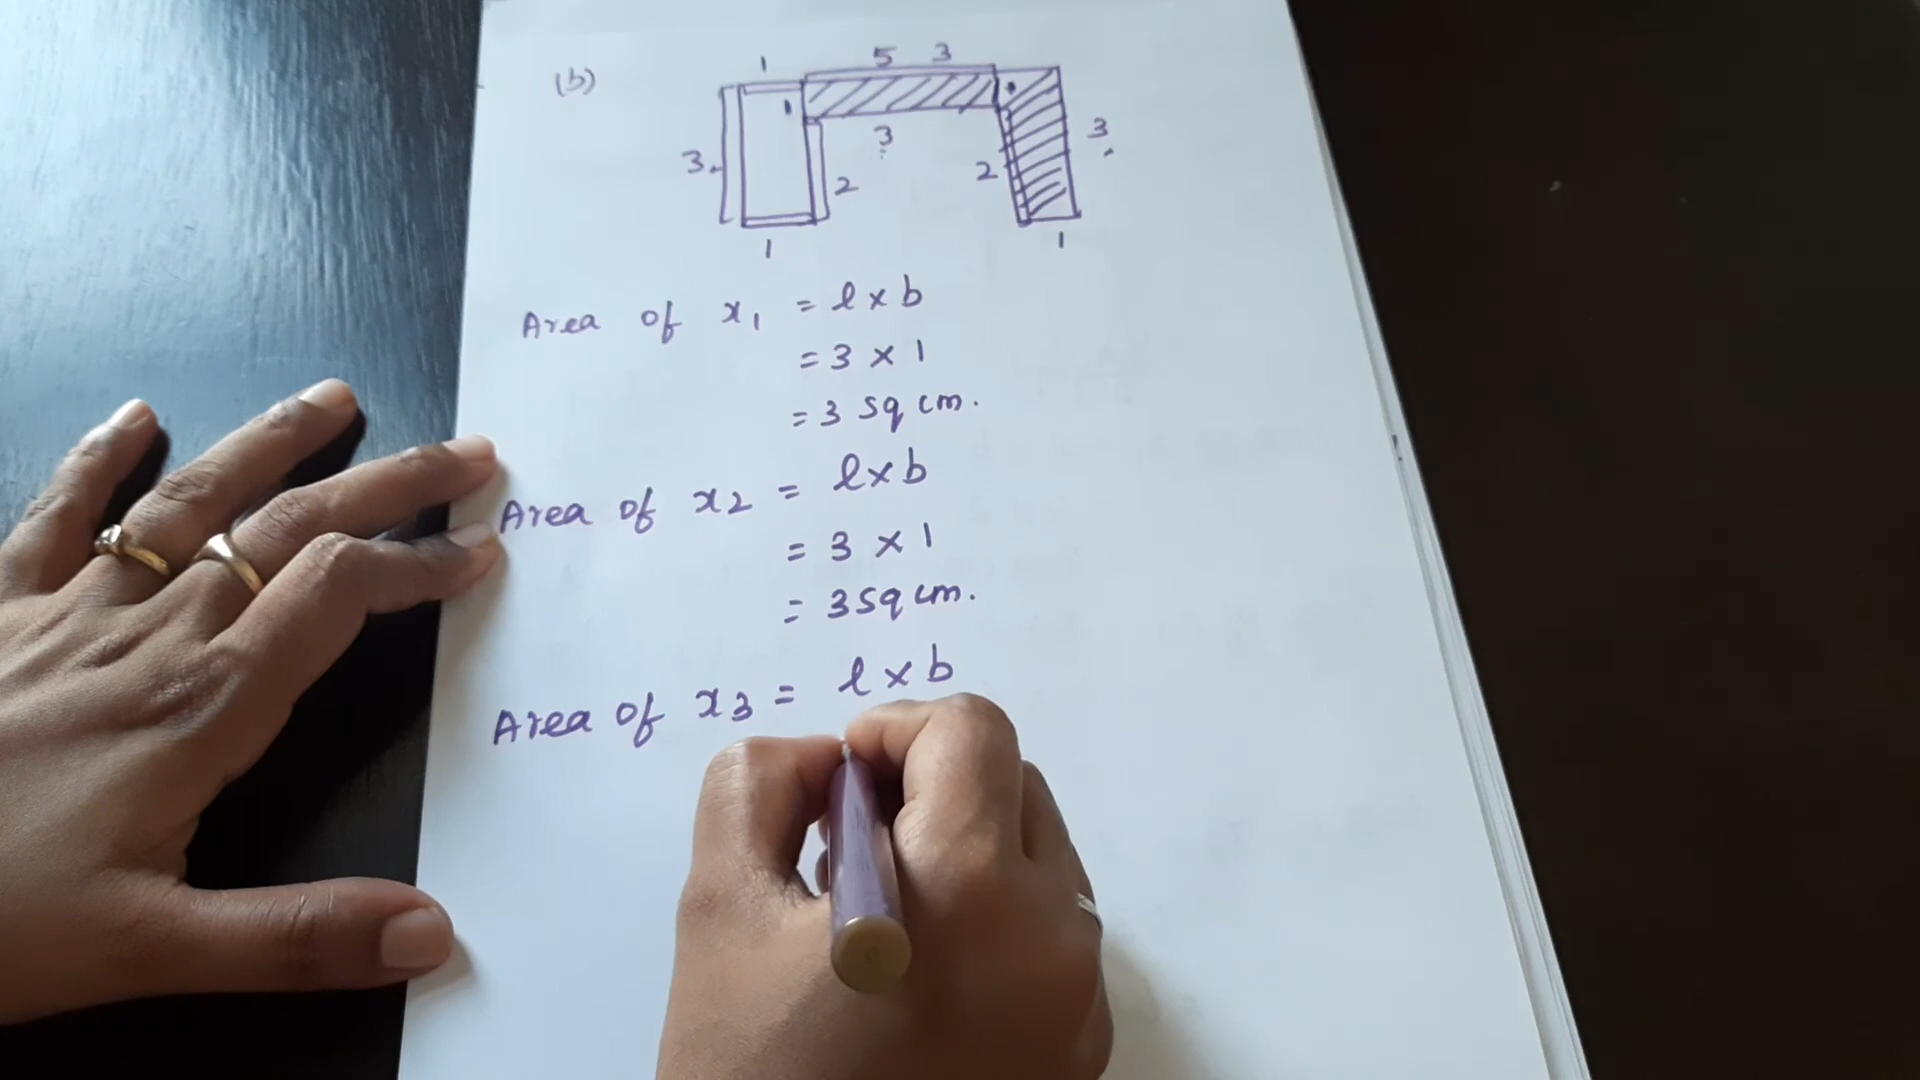 (b)
1 5 3
1
3
3
3
2 2
1 1
Area of x1 = l x b
= 3 x 1
= 3 sq cm.
Area of x2 = l x b
= 3 x 1
= 3 sq cm.
Area of x3 = l x b